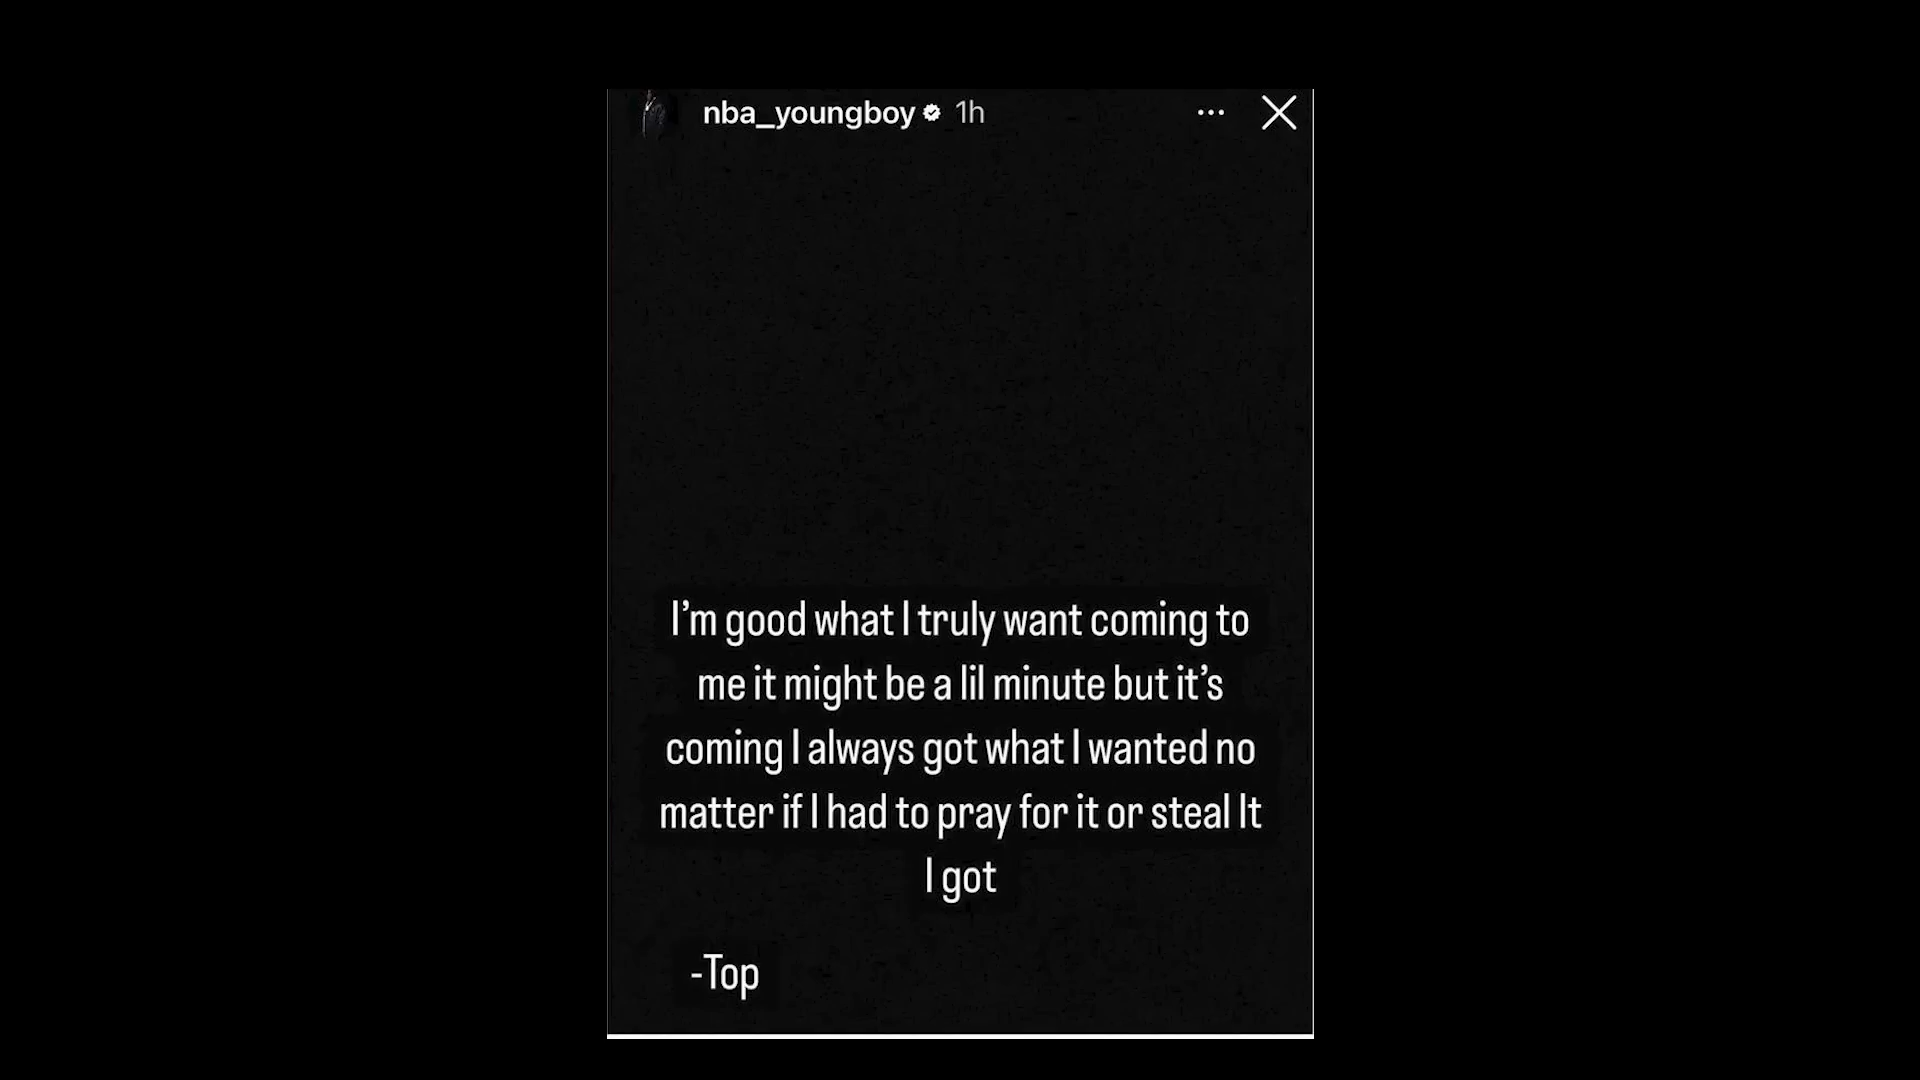 nba_youngboy 1h
I'm good what I truly want coming to
me it might be a lil minute but it's
coming I always got what I wanted no
matter if I had to pray for it or steal It
I got
-Top